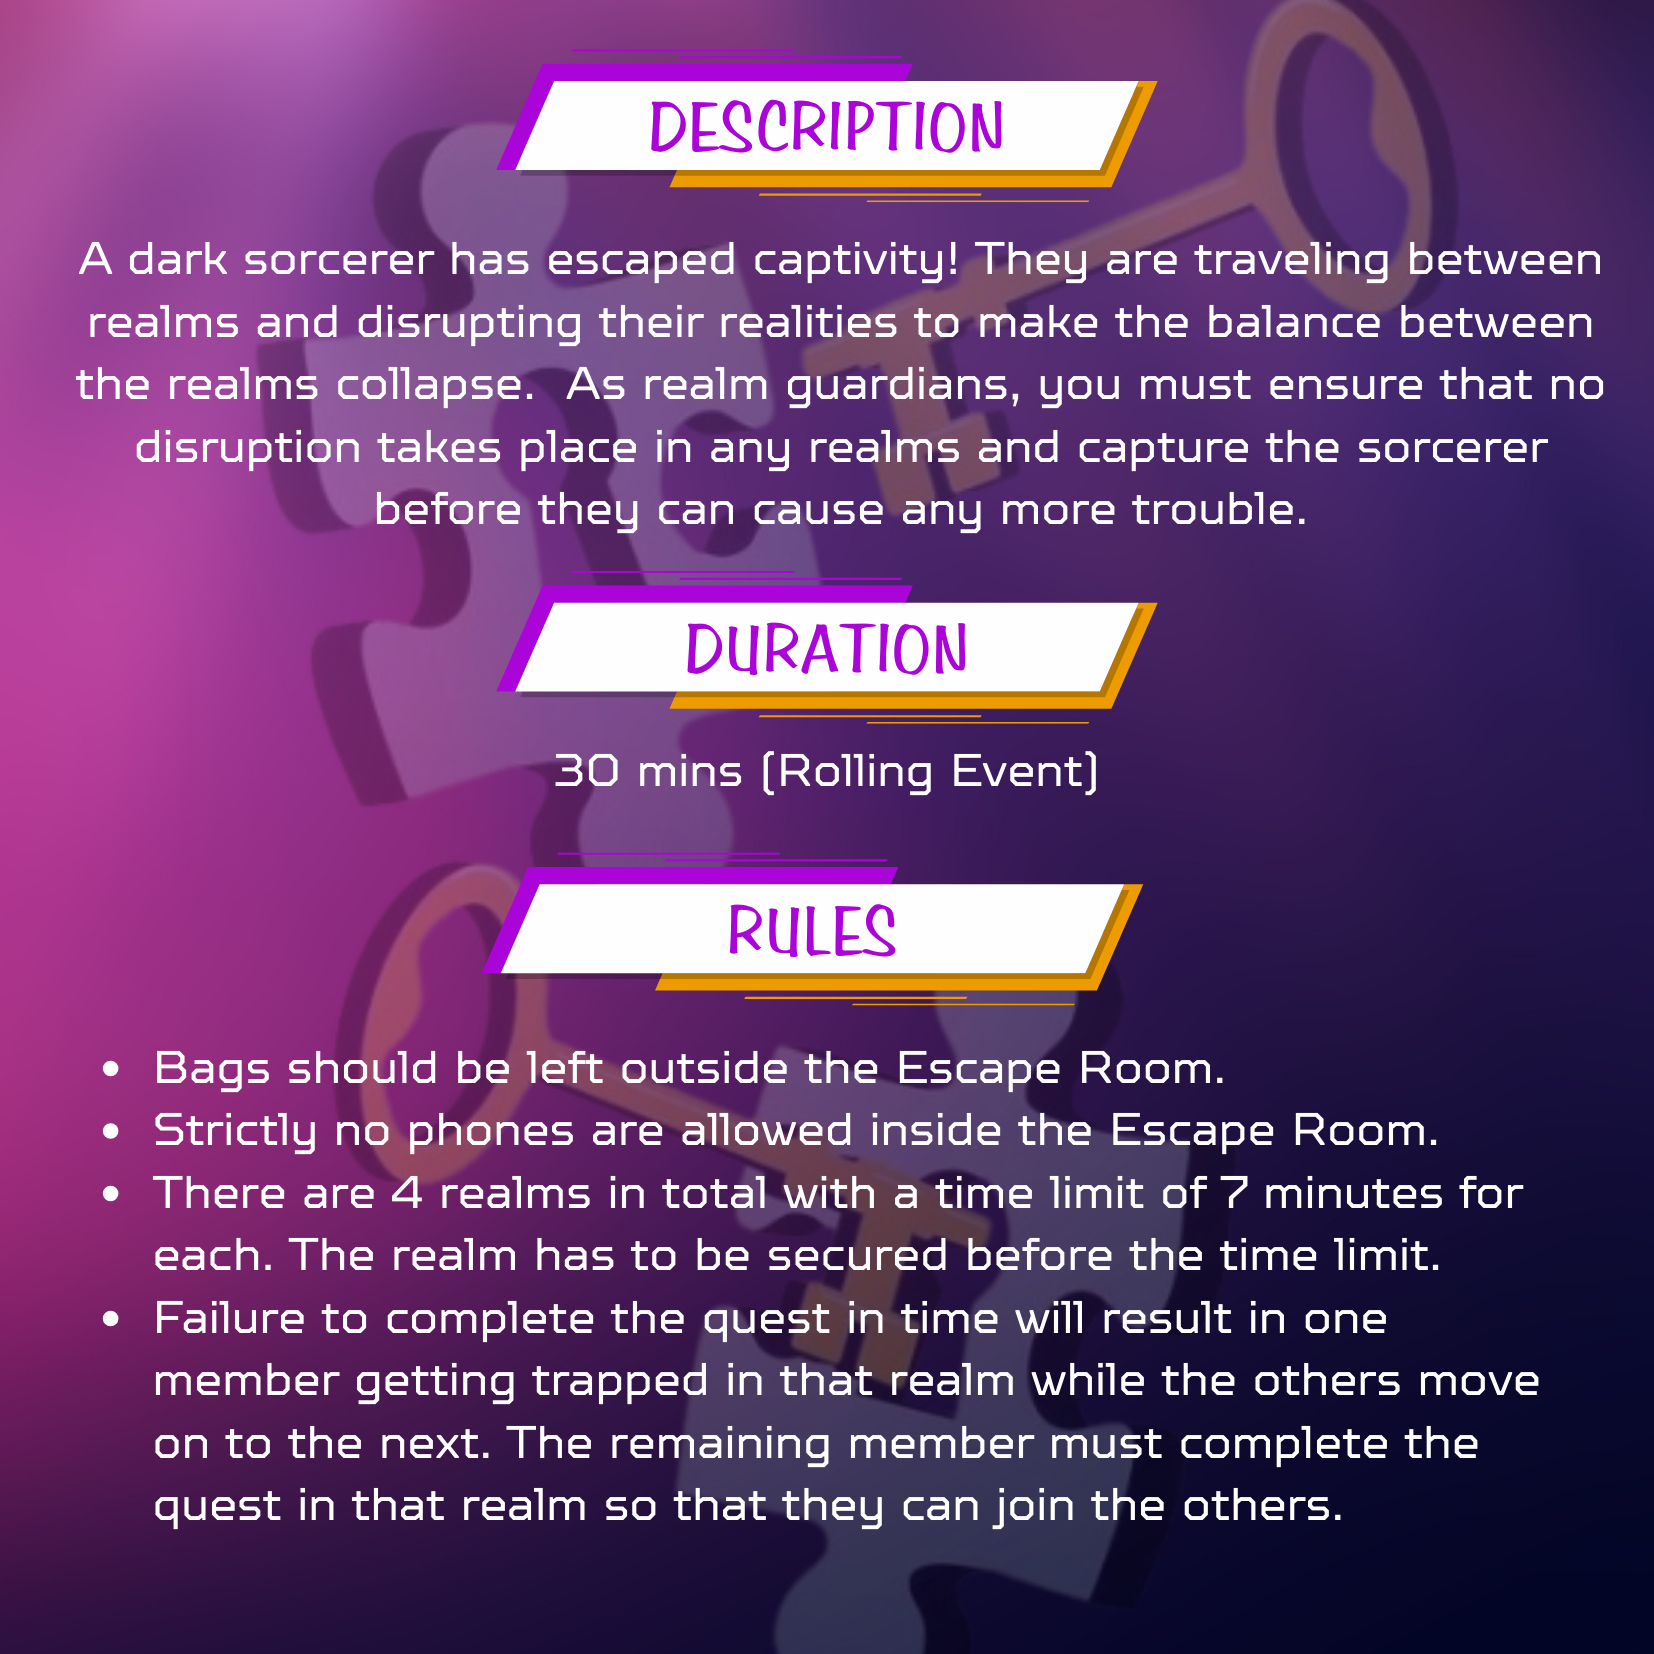 DESCRIPTION
A dark sorcerer has escaped captivity! They are traveling between
realms and disrupting their realities to make the balance between
the realms collapse.  As realm guardians, you must ensure that no
disruption takes place in any realms and capture the sorcerer
before they can cause any more trouble.
DURATION
30 mins (Rolling Event)
RULES
• Bags should be left outside the Escape Room.
• Strictly no phones are allowed inside the Escape Room.
• There are 4 realms in total with a time limit of 7 minutes for
each. The realm has to be secured before the time limit.
• Failure to complete the quest in time will result in one
member getting trapped in that realm while the others move
on to the next. The remaining member must complete the
quest in that realm so that they can join the others.